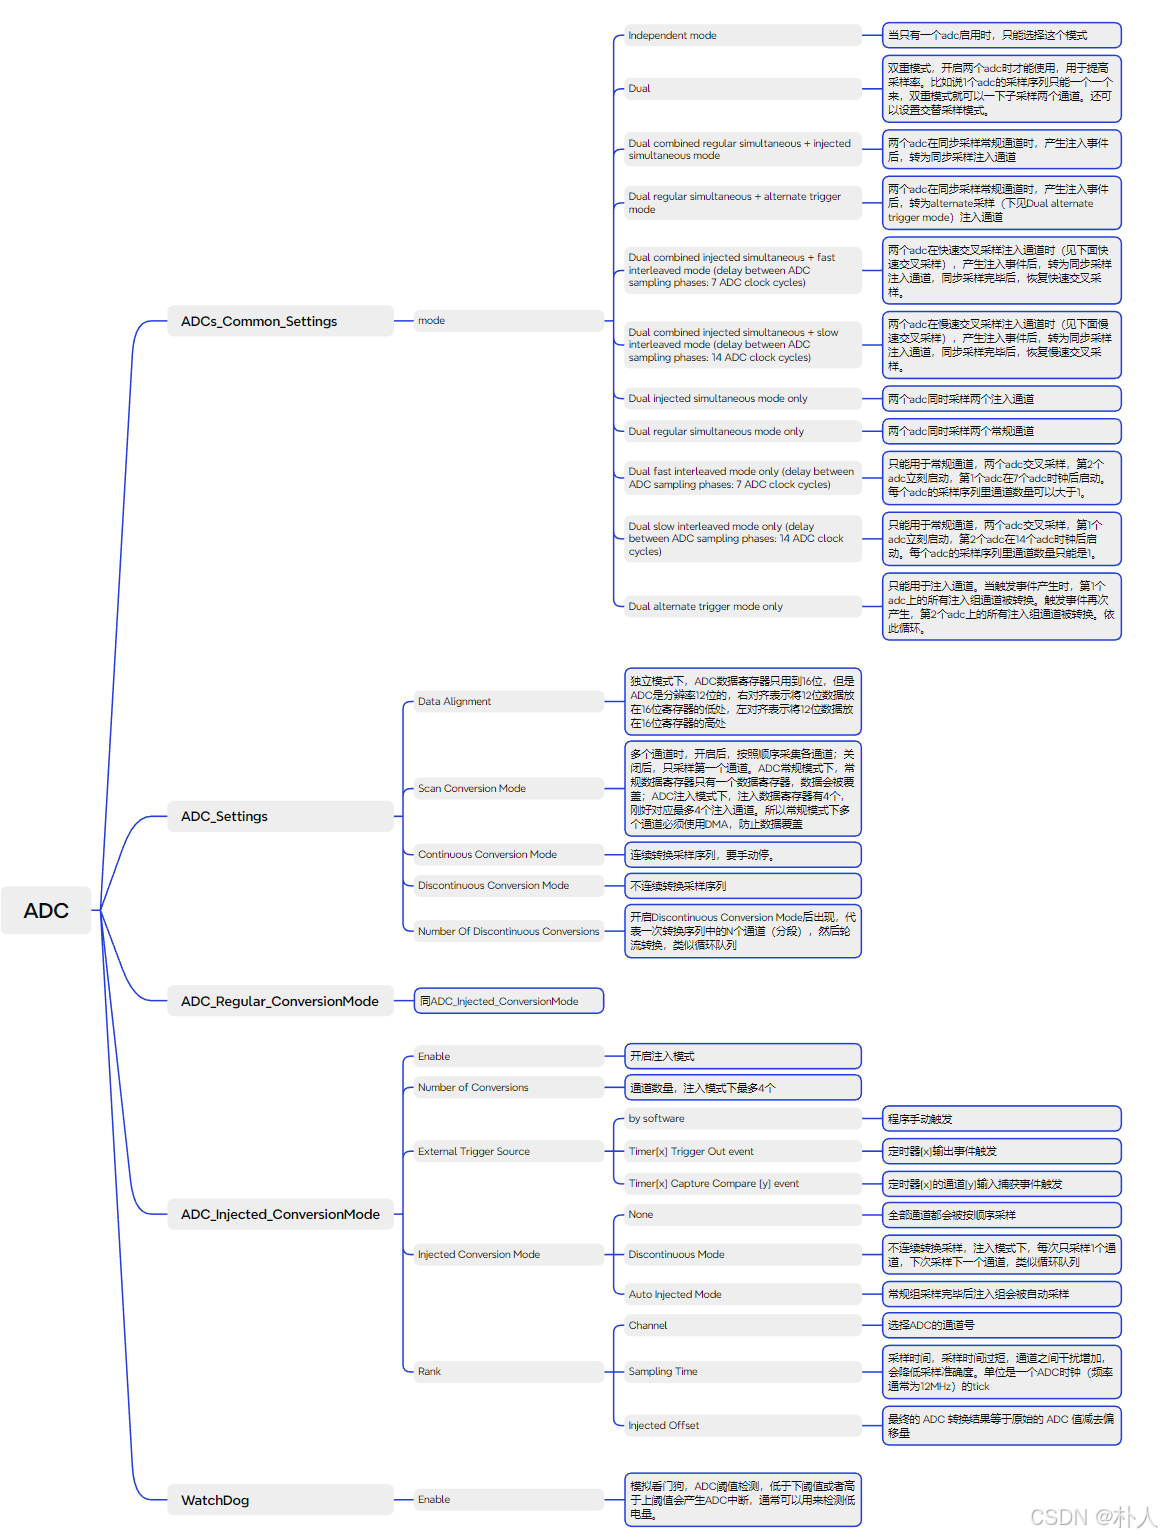 ADC
ADCs_Common_Settings
mode
Independent mode
当只有一个adc启用时，只能选择这个模式
Dual
双重模式，开启两个adc时才能使用，用于提高
采样率。比如说1个adc的采样序列只能一个一个
来，双重模式就可以一下子采样两个通道。还可
以设置交替采样模式。
Dual combined regular simultaneous + injected
simultaneous mode
两个adc在同步采样常规通道时，产生注入事件
后，转为同步采样注入通道
Dual regular simultaneous + alternate trigger
mode
两个adc在同步采样常规通道时，产生注入事件
后，转为alternate采样（下见Dual alternate
trigger mode）注入通道
Dual combined injected simultaneous + fast
interleaved mode (delay between ADC
sampling phases: 7 ADC clock cycles)
两个adc在快速交叉采样注入通道时（见下面快
速交叉采样），产生注入事件后，转为同步采样
注入通道，同步采样完毕后，恢复快速交叉采
样。
Dual combined injected simultaneous + slow
interleaved mode (delay between ADC
sampling phases: 14 ADC clock cycles)
两个adc在慢速交叉采样注入通道时（见下面慢
速交叉采样），产生注入事件后，转为同步采样
注入通道，同步采样完毕后，恢复慢速交叉采
样。
Dual injected simultaneous mode only
两个adc同时采样两个注入通道
Dual regular simultaneous mode only
两个adc同时采样两个常规通道
Dual fast interleaved mode only (delay between
ADC sampling phases: 7 ADC clock cycles)
只能用于常规通道，两个adc交叉采样，第2个
adc立刻启动，第1个adc在7个adc时钟后启动。
每个adc的采样序列里通道数量可以大于1。
Dual slow interleaved mode only (delay
between ADC sampling phases: 14 ADC clock
cycles)
只能用于常规通道，两个adc交叉采样，第1个
adc立刻启动，第2个adc在14个adc时钟后启
动。每个adc的采样序列里通道数量只能是1。
Dual alternate trigger mode only
只能用于注入通道。当触发事件产生时，第1个
adc上的所有注入组通道被转换。触发事件再次
产生，第2个adc上的所有注入组通道被转换。依
此循环。
ADC_Settings
Data Alignment
独立模式下，ADC数据寄存器只用到16位，但是
ADC是分辨率12位的，右对齐表示将12位数据放
在16位寄存器的低处，左对齐表示将12位数据放
在16位寄存器的高处
Scan Conversion Mode
多个通道时，开启后，按照顺序采集各通道；关
闭后，只采样第一个通道。ADC常规模式下，常
规数据寄存器只有一个数据寄存器，数据会被覆
盖；ADC注入模式下，注入数据寄存器有4个，
刚好对应最多4个注入通道。所以常规模式下多
个通道必须使用DMA，防止数据覆盖
Continuous Conversion Mode
连续转换采样序列，要手动停。
Discontinuous Conversion Mode
不连续转换采样序列
Number Of Discontinuous Conversions
开启Discontinuous Conversion Mode后出现，代
表一次转换序列中的N个通道（分段），然后轮
流转换，类似循环队列
ADC_Regular_ConversionMode
同ADC_Injected_ConversionMode
ADC_Injected_ConversionMode
Enable
开启注入模式
Number of Conversions
通道数量，注入模式下最多4个
External Trigger Source
by software
程序手动触发
Timer[x] Trigger Out event
定时器[x]输出事件触发
Timer[x] Capture Compare [y] event
定时器[x]的通道[y]输入捕获事件触发
Injected Conversion Mode
None
全部通道都会被按顺序采样
Discontinuous Mode
不连续转换采样，注入模式下，每次只采样1个通
道，下次采样下一个通道，类似循环队列
Auto Injected Mode
常规组采样完毕后注入组会被自动采样
Rank
Channel
选择ADC的通道号
Sampling Time
采样时间，采样时间过短，通道之间干扰增加，
会降低采样准确度。单位是一个ADC时钟（频率
通常为12MHz）的tick
Injected Offset
最终的 ADC 转换结果等于原始的 ADC 值减去偏
移量
WatchDog
Enable
模拟看门狗，ADC阈值检测，低于下阈值或者高
于上阈值会产生ADC中断，通常可以用来检测低
电量。
CSDN @朴人